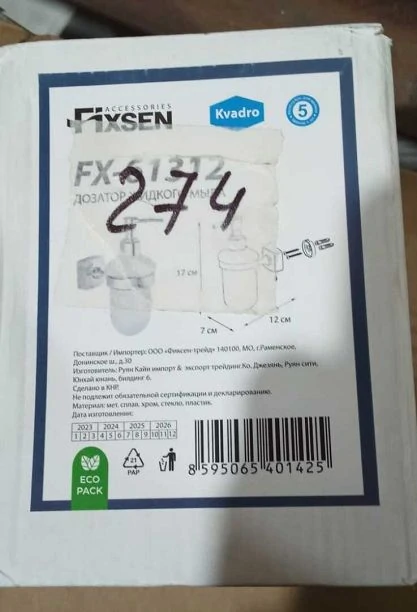 ACCESSORIES
FIXSEN
Kvadro
5
FX-61312
ДОЗАТОР ЖИДКОГО МЫЛА
274
17 см
7 см
12 см
Поставщик / Импортер: ООО «Фиксен-трейд» 140100, МО, г.Раменское,
Донинское ш., д.30
Изготовитель: Руян Кайн импорт & экспорт трейдинг.Ко, Джезянь, Руян сити,
Юнхай юнань, билдинг 6.
Сделано в КНР.
Не подлежит обязательной сертификации и декларированию.
Материал: мет. сплав, хром, стекло, пластик.
Дата изготовления:
2023 2024 2025 2026
1 2 3 4 5 6 7 8 9 10 11 12
ECO
PACK
21
PAP
8 595065 401425